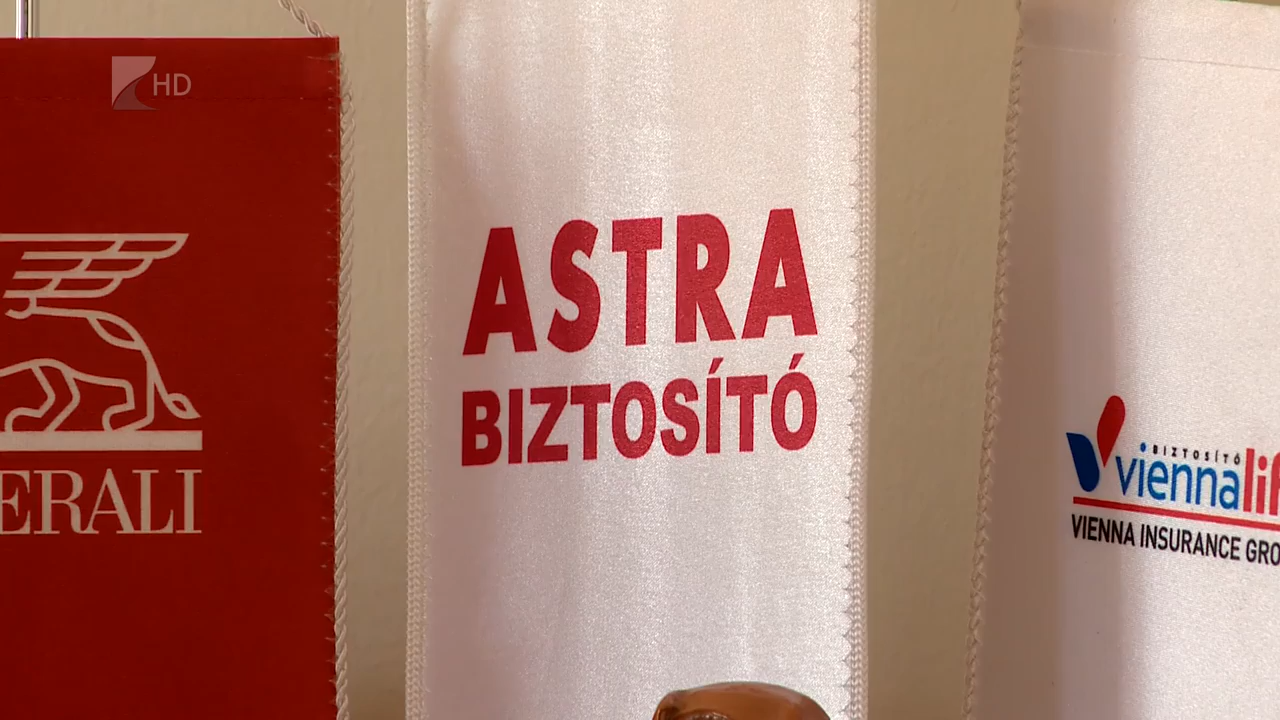 HD
ERALI
ASTRA
BIZTOSÍTÓ
BIZTOSÍTÓ
viennalif
VIENNA INSURANCE GRO